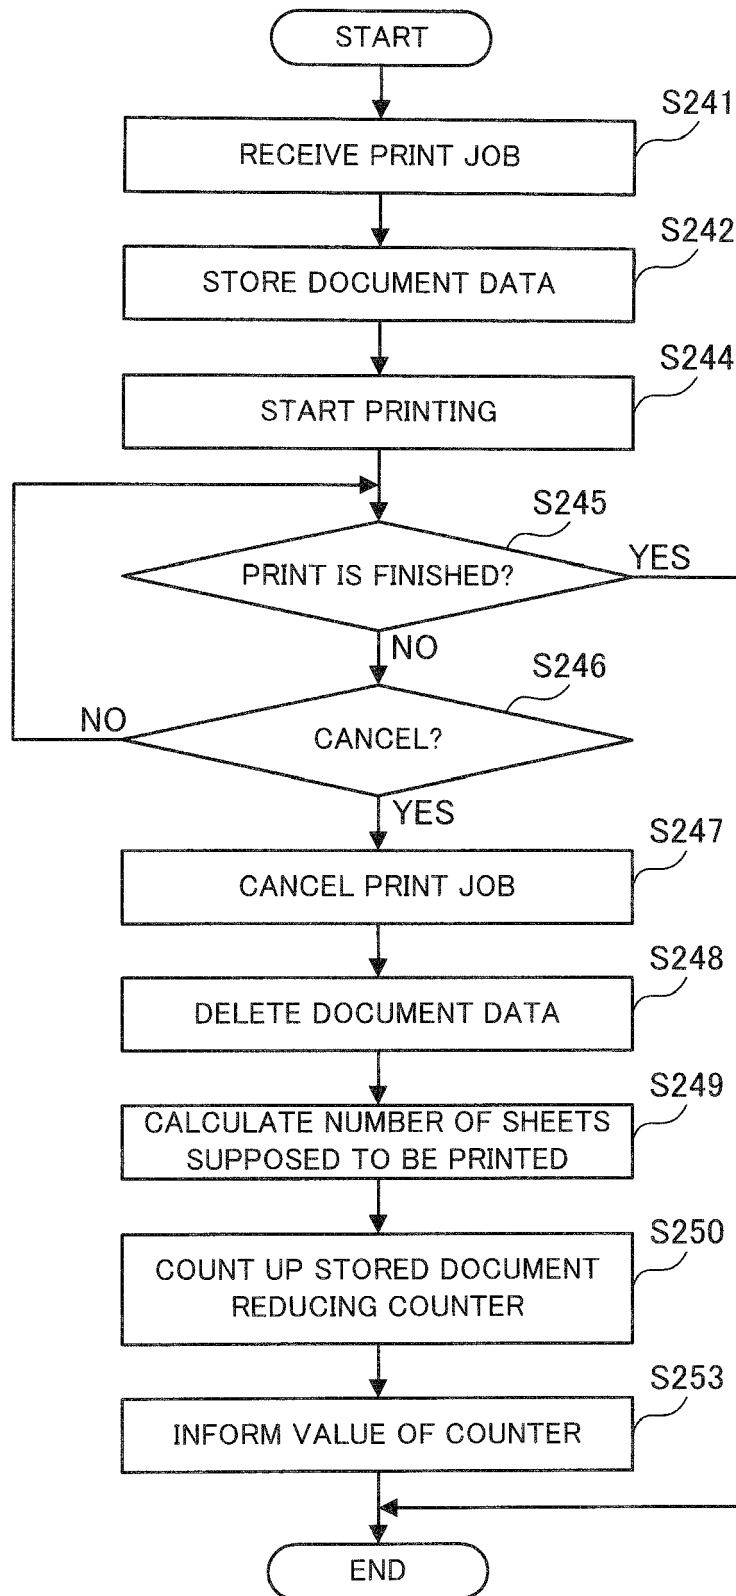 START
S241
RECEIVE PRINT JOB
S242
STORE DOCUMENT DATA
S244
START PRINTING
S245
PRINT IS FINISHED?
YES
NO
S246
CANCEL?
NO
YES
S247
CANCEL PRINT JOB
S248
DELETE DOCUMENT DATA
S249
CALCULATE NUMBER OF SHEETS
SUPPOSED TO BE PRINTED
S250
COUNT UP STORED DOCUMENT
REDUCING COUNTER
S253
INFORM VALUE OF COUNTER
END